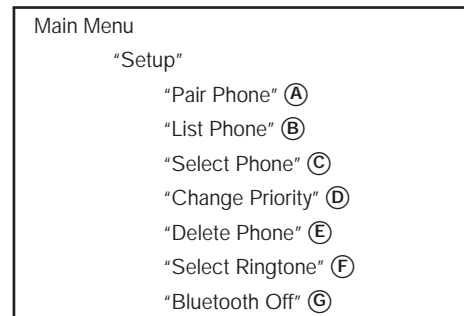 Main Menu
“Setup”
“Pair Phone” Ⓐ
“List Phone” Ⓑ
“Select Phone” Ⓒ
“Change Priority” Ⓓ
“Delete Phone” Ⓔ
“Select Ringtone” Ⓕ
“Bluetooth Off” Ⓖ